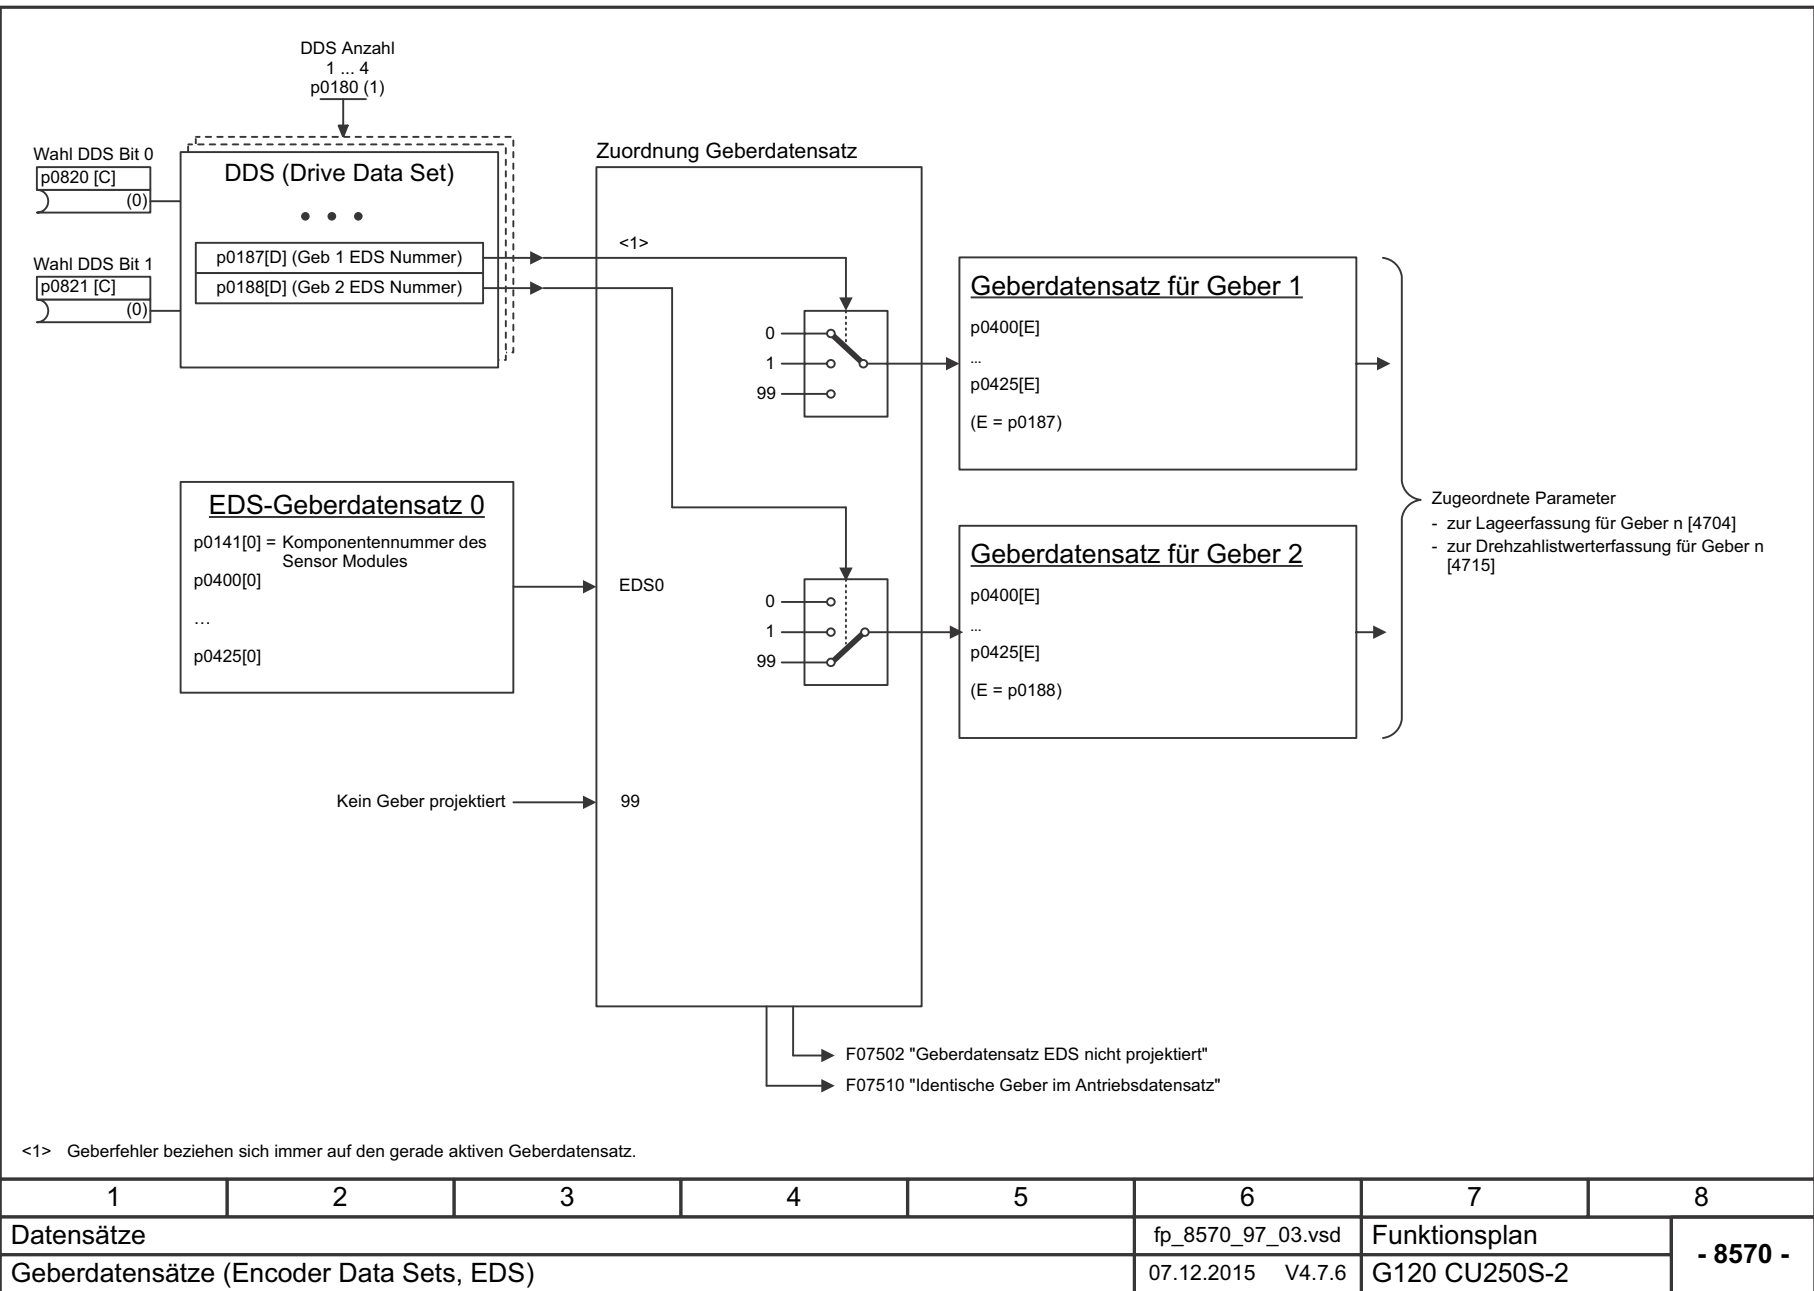 DDS Anzahl
1 ... 4
p0180 (1)
Wahl DDS Bit 0
p0820 [C]
(0)
Wahl DDS Bit 1
p0821 [C]
(0)
DDS (Drive Data Set)
• • •
p0187[D] (Geb 1 EDS Nummer)
p0188[D] (Geb 2 EDS Nummer)
Zuordnung Geberdatensatz
<1>
0
1
99
Geberdatensatz für Geber 1
p0400[E]
...
p0425[E]
(E = p0187)
EDS-Geberdatensatz 0
p0141[0] = Komponentennummer des
Sensor Modules
p0400[0]
...
p0425[0]
EDS0
0
1
99
Geberdatensatz für Geber 2
p0400[E]
...
p0425[E]
(E = p0188)
Zugeordnete Parameter
- zur Lageerfassung für Geber n [4704]
- zur Drehzahlistwerterfassung für Geber n
[4715]
Kein Geber projektiert
99
F07502 "Geberdatensatz EDS nicht projektiert"
F07510 "Identische Geber im Antriebsdatensatz"
<1> Geberfehler beziehen sich immer auf den gerade aktiven Geberdatensatz.
1 2 3 4 5 6 7 8
Datensätze
fp_8570_97_03.vsd
Funktionsplan
- 8570 -
Geberdatensätze (Encoder Data Sets, EDS)
07.12.2015 V4.7.6
G120 CU250S-2